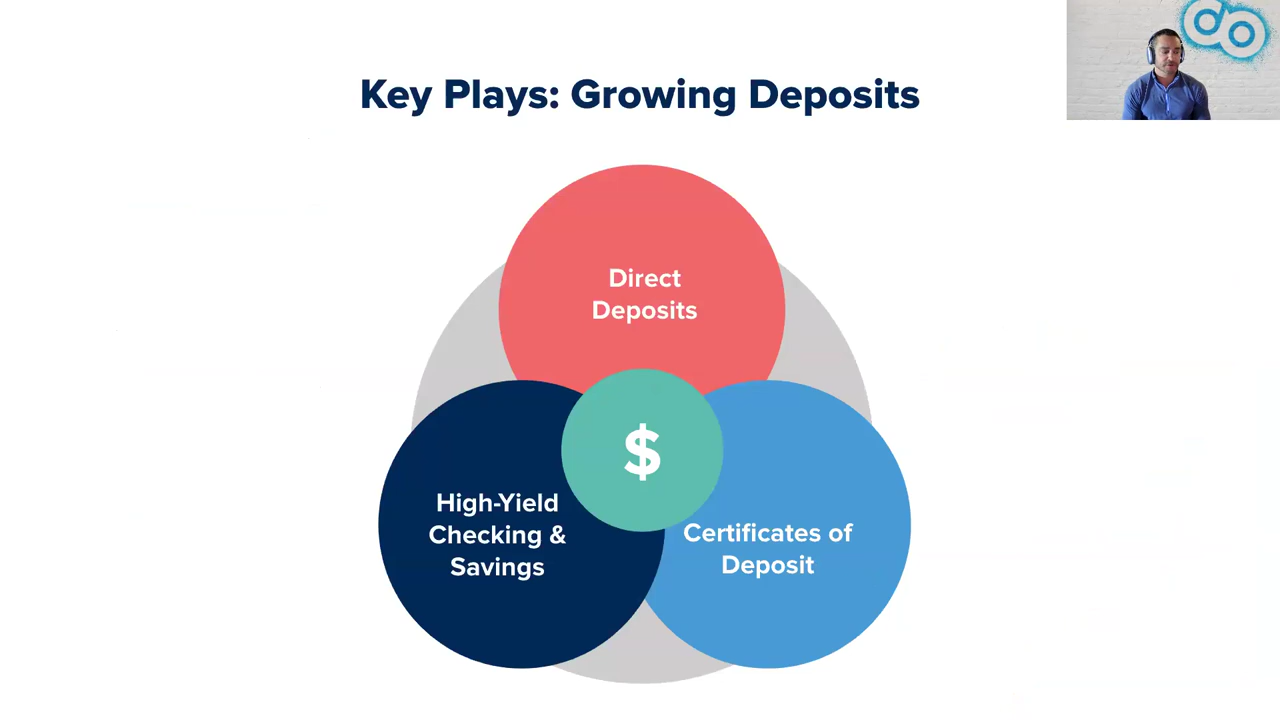 Key Plays: Growing Deposits
Direct
Deposits
$
High-Yield
Checking &
Savings
Certificates of
Deposit